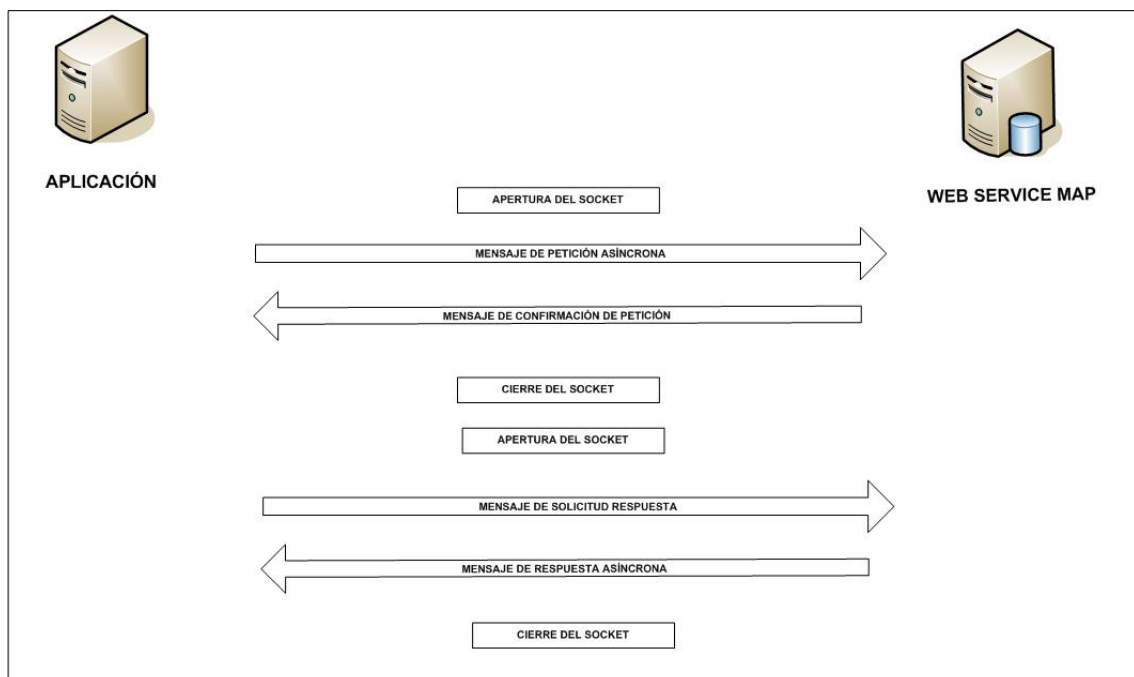 APLICACIÓN
WEB SERVICE MAP
APERTURA DEL SOCKET
MENSAJE DE PETICIÓN ASÍNCRONA
MENSAJE DE CONFIRMACIÓN DE PETICIÓN
CIERRE DEL SOCKET
APERTURA DEL SOCKET
MENSAJE DE SOLICITUD RESPUESTA
MENSAJE DE RESPUESTA ASÍNCRONA
CIERRE DEL SOCKET